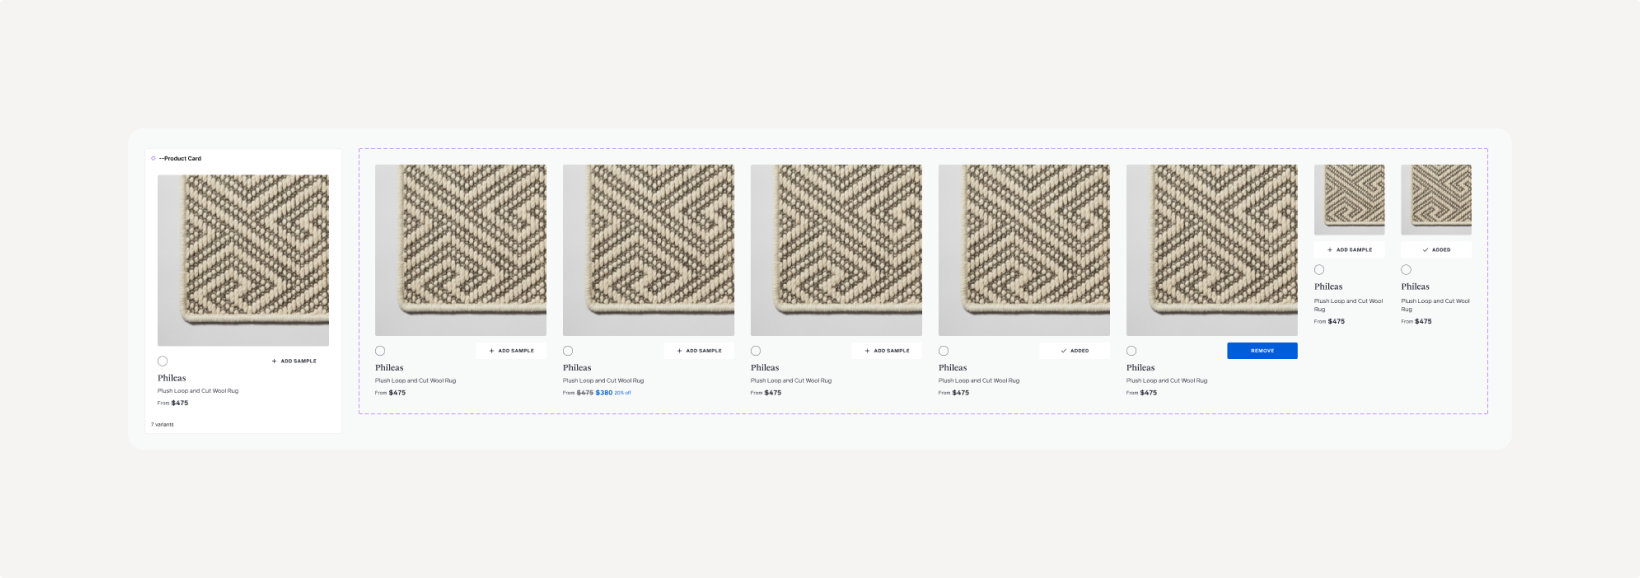 --Product Card
+ ADD SAMPLE
Phileas
Plush Loop and Cut Wool Rug
From $475
7 variants
+ ADD SAMPLE
Phileas
Plush Loop and Cut Wool Rug
From $475
+ ADD SAMPLE
Phileas
Plush Loop and Cut Wool Rug
From $475 $380 20% off
+ ADD SAMPLE
Phileas
Plush Loop and Cut Wool Rug
From $475
✓ ADDED
Phileas
Plush Loop and Cut Wool Rug
From $475
REMOVE
Phileas
Plush Loop and Cut Wool Rug
From $475
+ ADD SAMPLE
Phileas
Plush Loop and Cut Wool
Rug
From $475
✓ ADDED
Phileas
Plush Loop and Cut Wool
Rug
From $475